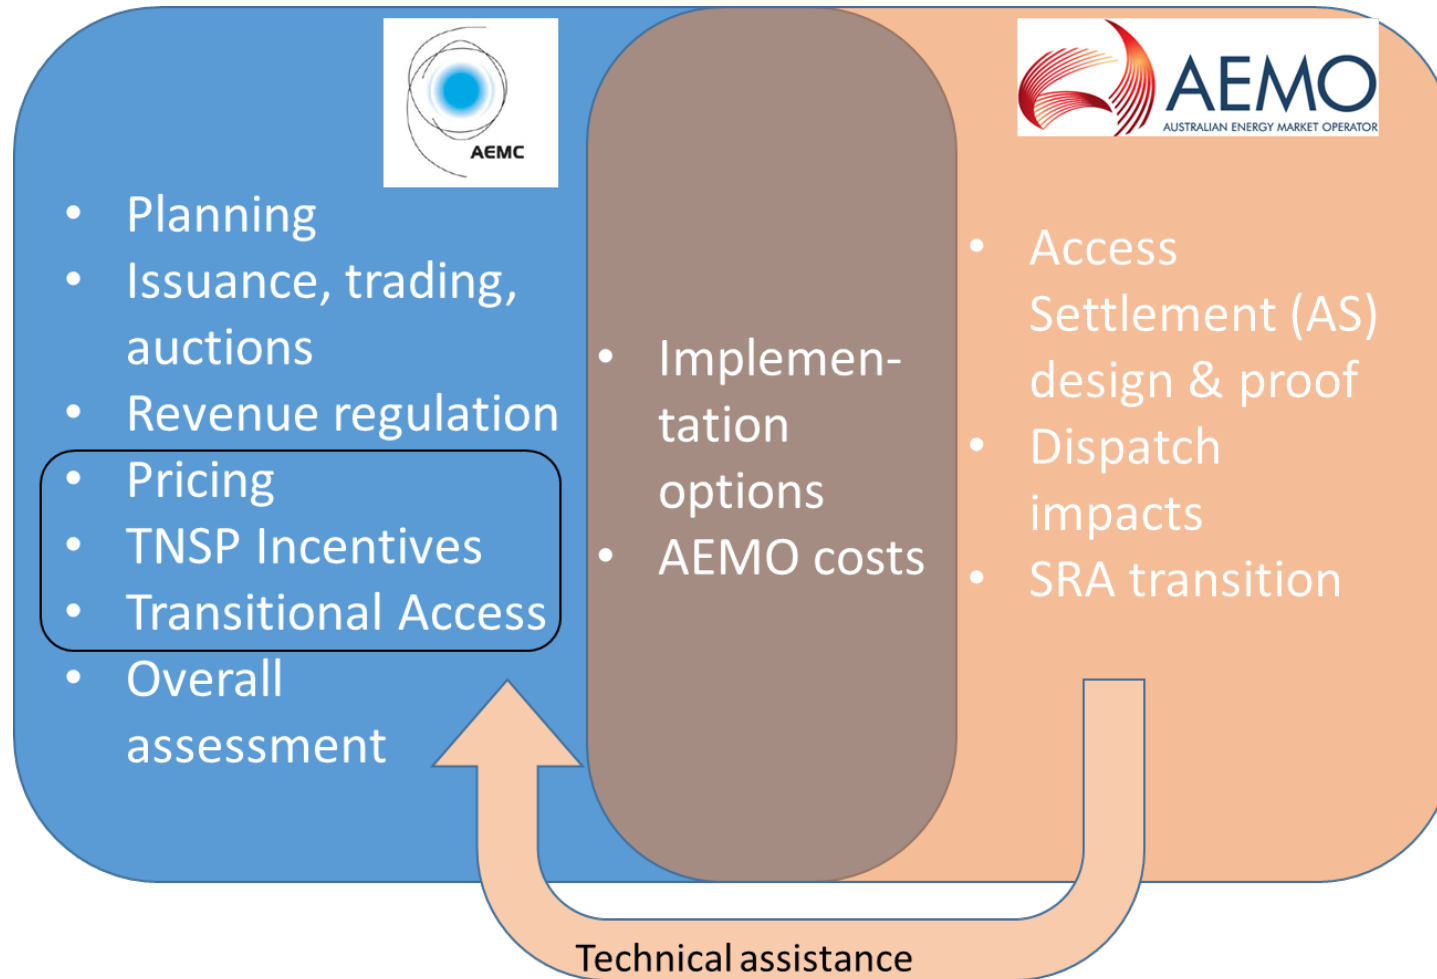 AEMC
• Planning
• Issuance, trading,
auctions
• Revenue regulation
• Pricing
• TNSP Incentives
• Transitional Access
• Overall
assessment
• Implemen-
tation
options
• AEMO costs
AEMO
AUSTRALIAN ENERGY MARKET OPERATOR
• Access
Settlement (AS)
design & proof
• Dispatch
impacts
• SRA transition
Technical assistance